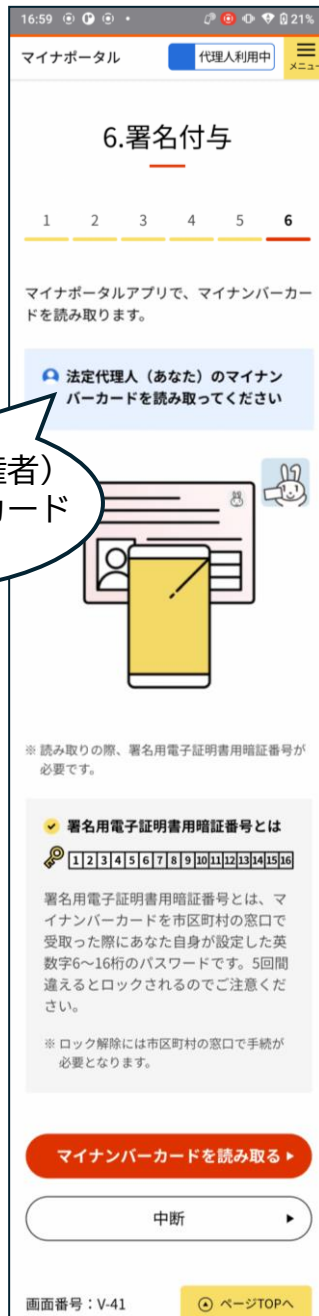 16:59 21%
マイナポータル 代理人利用中 メニュー
6.署名付与
1 2 3 4 5 6
マイナポータルアプリで、マイナンバーカー
ドを読み取ります。
法定代理人（あなた）のマイナン
バーカードを読み取ってください
者）
カード
※ 読み取りの際、署名用電子証明書用暗証番号が
必要です。
署名用電子証明書用暗証番号とは
1 2 3 4 5 6 7 8 9 10 11 12 13 14 15 16
署名用電子証明書用暗証番号とは、マ
イナンバーカードを市区町村の窓口で
受取った際にあなた自身が設定した英
数字6～16桁のパスワードです。5回間
違えるとロックされるのでご注意くだ
さい。
※ ロック解除には市区町村の窓口で手続が
必要となります。
マイナンバーカードを読み取る
中断
画面番号：V-41 ページTOPへ